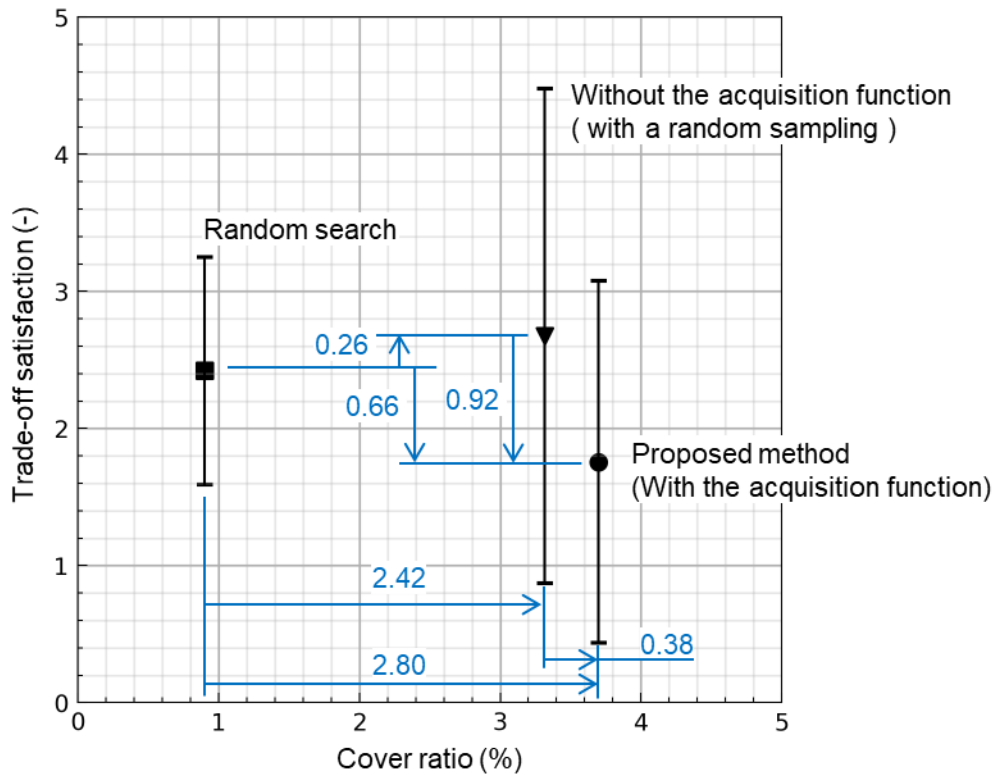 5
Without the acquisition function
( with a random sampling )
4
Random search
3
0.26
0.66
0.92
2
Proposed method
(With the acquisition function)
1
2.42
0.38
2.80
0
0
1
2
3
4
5
Cover ratio (%)
Trade-off satisfaction (-)